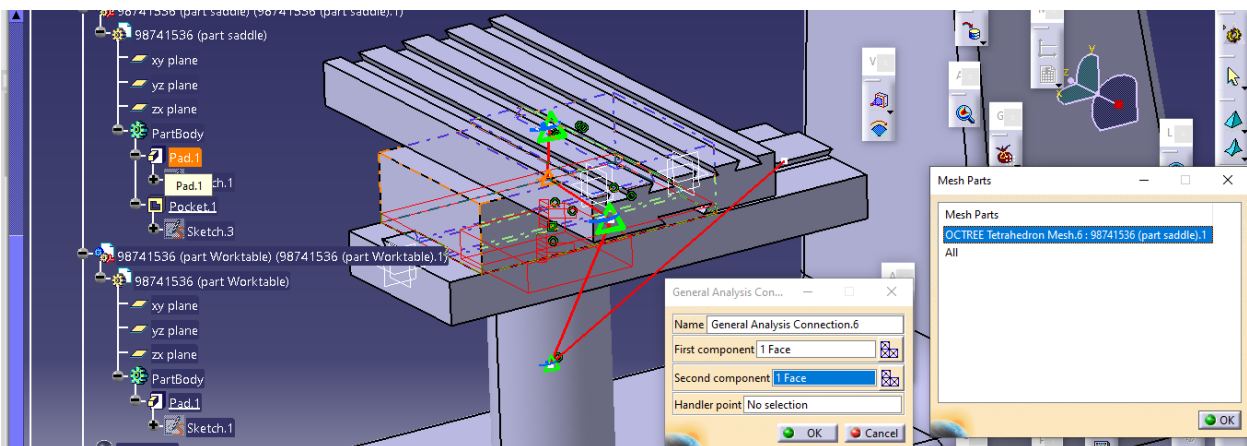 98741536 (part saddle) (98741536 (part saddle).1)
98741536 (part saddle)
xy plane
yz plane
zx plane
PartBody
Pad.1
Pad.1
ch.1
Pocket.1
Sketch.3
98741536 (part Worktable) (98741536 (part Worktable).1)
98741536 (part Worktable)
xy plane
yz plane
zx plane
PartBody
Pad.1
Sketch.1
V
A
G
L
y
z
x
General Analysis Con...
Name General Analysis Connection.6
First component 1 Face
Second component 1 Face
Handler point No selection
OK Cancel
Mesh Parts
Mesh Parts
OCTREE Tetrahedron Mesh.6 : 98741536 (part saddle).1
All
OK